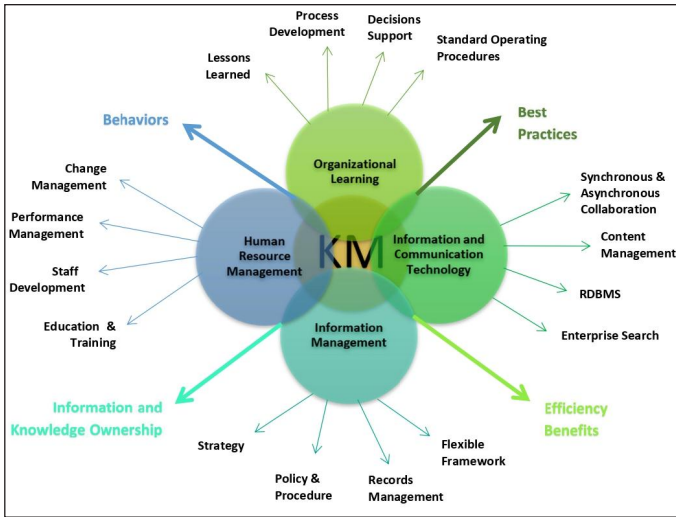 Process
Development
Decisions
Support
Lessons
Learned
Standard Operating
Procedures
Behaviors
Best
Practices
Organizational
Learning
Change
Management
Performance
Management
Staff
Development
Education &
Training
Human
Resource
Management
KM
Information and
Communication
Technology
Synchronous &
Asynchronous
Collaboration
Content
Management
RDBMS
Enterprise Search
Information
Management
Information and
Knowledge Ownership
Efficiency
Benefits
Strategy
Policy &
Procedure
Records
Management
Flexible
Framework